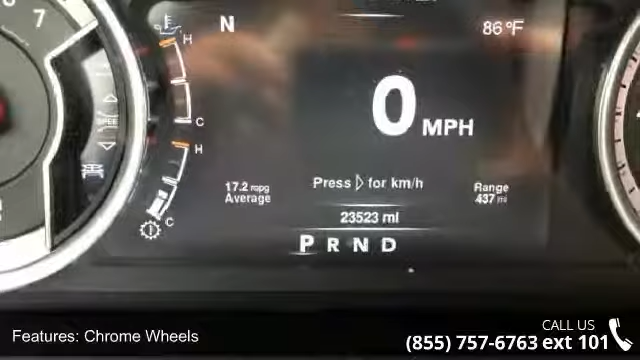 7
H
N
86°F
0 MPH
C
H
17.2 mpg
Average
Press ▷ for km/h
Range
437 mi
23523 mi
C
P R N D
Features: Chrome Wheels
CALL US
(855) 757-6763 ext 101